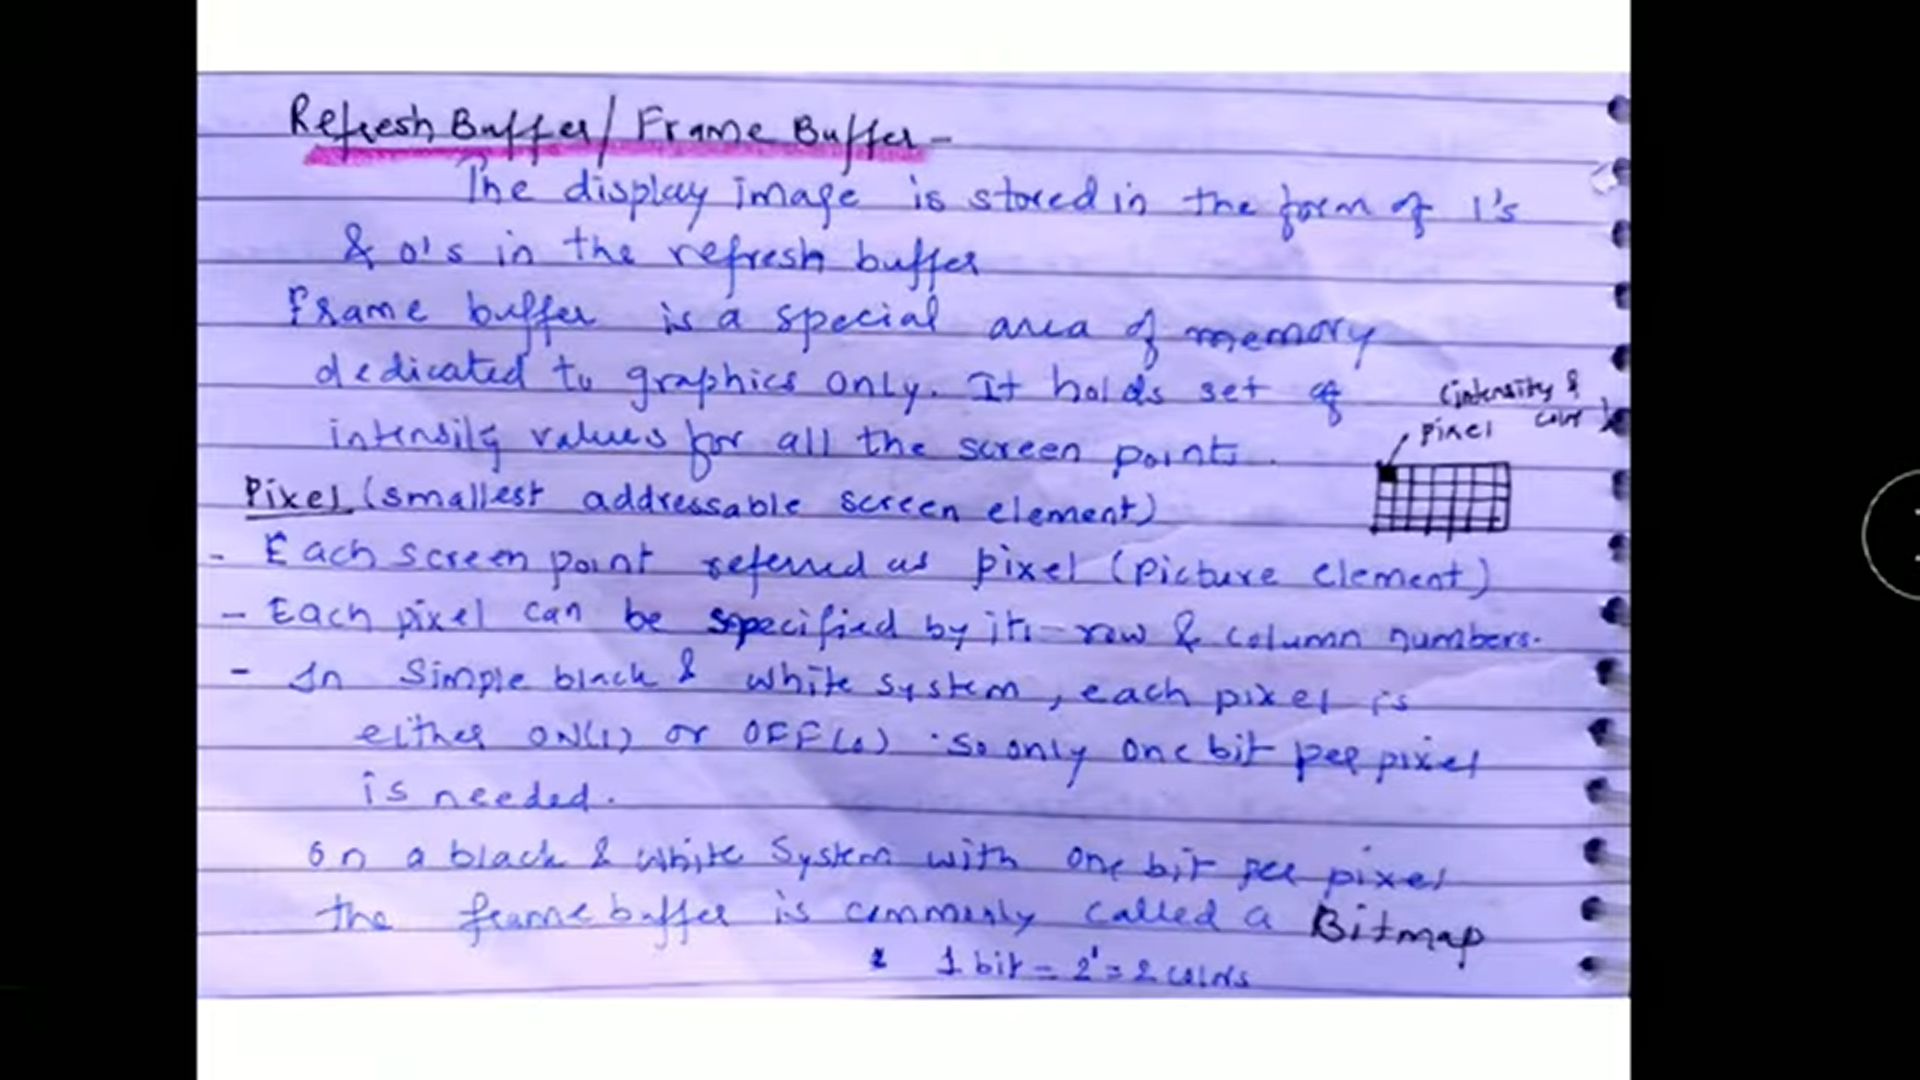 Refresh Buffer/ Frame Buffer -
The display image is stored in the form of 1's
& 0's in the refresh buffer
Frame buffer is a special area of memory
dedicated to graphics only. It holds set of
intensity values for all the screen points.
(intensity &
pixel
Pixel (smallest addressable screen element)
- Each screen point referred as pixel (Picture Element)
- Each pixel can be specified by its row & column numbers.
- In Simple black & white system, each pixel is
either ON(1) or OFF(0). So only one bit per pixel
is needed.
On a black & white System with one bit per pixel
the frame buffer is commonly called a Bitmap
1 bit = 2¹ = 2 colors